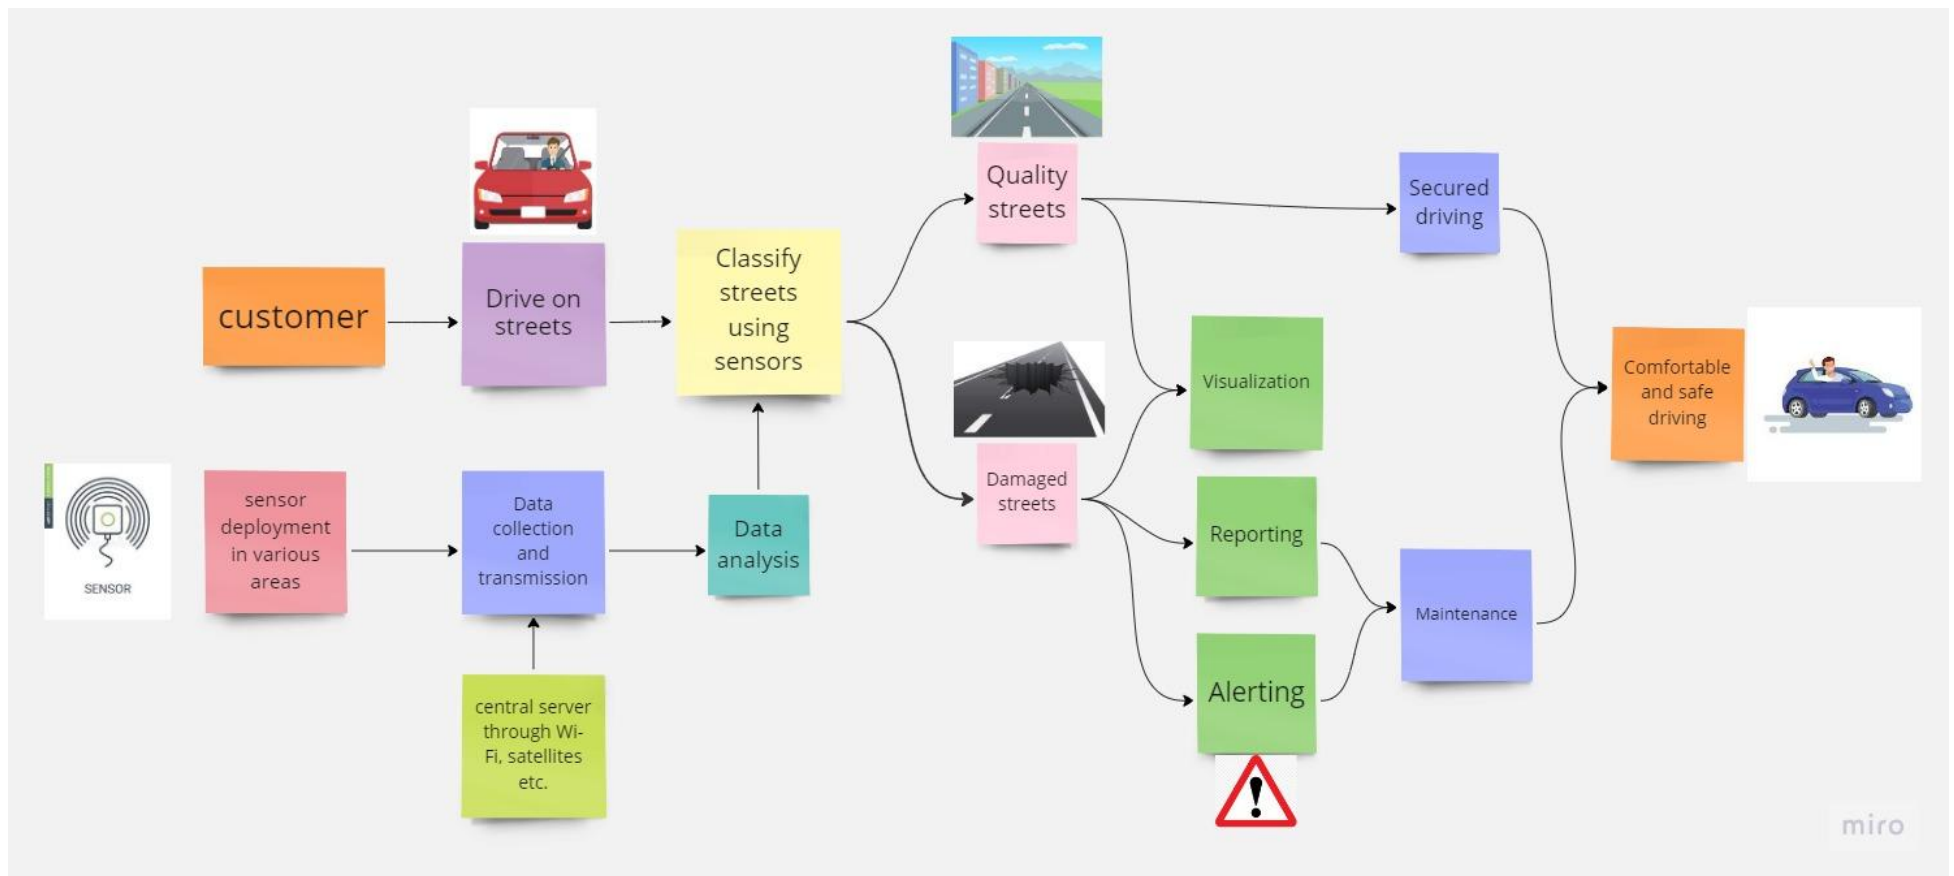 customer
Drive on
streets
Classify
streets
using
sensors
Quality
streets
Secured
driving
Visualization
Comfortable
and safe
driving
SENSOR
sensor
deployment
in various
areas
Data
collection
and
transmission
Data
analysis
Damaged
streets
Reporting
Alerting
Maintenance
central server
through Wi-
Fi, satellites
etc.
miro